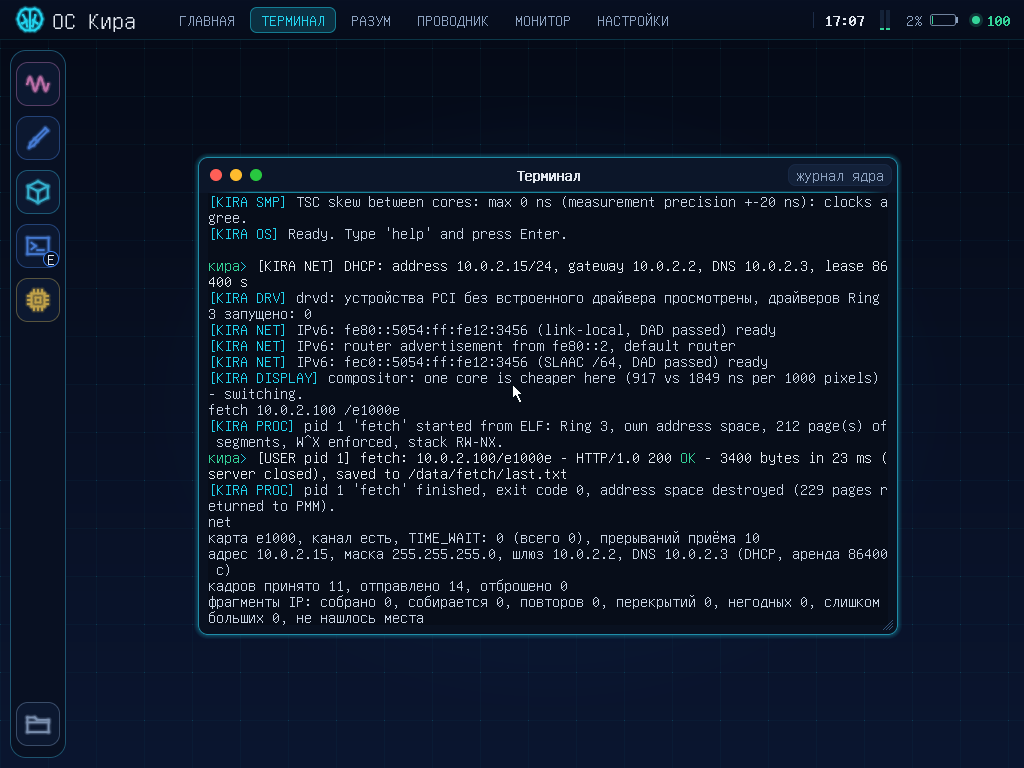 ОС Кира
ГЛАВНАЯ ТЕРМИНАЛ РАЗУМ ПРОВОДНИК МОНИТОР НАСТРОЙКИ
17:07 2% 100
E
Терминал
журнал ядра
[KIRA SMP] TSC skew between cores: max 0 ns (measurement precision +-20 ns): clocks a
gree.
[KIRA OS] Ready. Type 'help' and press Enter.
кира> [KIRA NET] DHCP: address 10.0.2.15/24, gateway 10.0.2.2, DNS 10.0.2.3, lease 86
400 s
[KIRA DRV] drvd: устройства PCI без встроенного драйвера просмотрены, драйверов Ring
3 запущено: 0
[KIRA NET] IPv6: fe80::5054:ff:fe12:3456 (link-local, DAD passed) ready
[KIRA NET] IPv6: router advertisement from fe80::2, default router
[KIRA NET] IPv6: fec0::5054:ff:fe12:3456 (SLAAC /64, DAD passed) ready
[KIRA DISPLAY] compositor: one core is cheaper here (917 vs 1849 ns per 1000 pixels)
- switching.
fetch 10.0.2.100 /e1000e
[KIRA PROC] pid 1 'fetch' started from ELF: Ring 3, own address space, 212 page(s) of
segments, W^X enforced, stack RW-NX.
кира> [USER pid 1] fetch: 10.0.2.100/e1000e - HTTP/1.0 200 OK - 3400 bytes in 23 ms (
server closed), saved to /data/fetch/last.txt
[KIRA PROC] pid 1 'fetch' finished, exit code 0, address space destroyed (229 pages r
eturned to PMM).
net
карта e1000, канал есть, TIME_WAIT: 0 (всего 0), прерываний приёма 10
адрес 10.0.2.15, маска 255.255.255.0, шлюз 10.0.2.2, DNS 10.0.2.3 (DHCP, аренда 86400
с)
кадров принято 11, отправлено 14, отброшено 0
фрагменты IP: собрано 0, собирается 0, повторов 0, перекрытий 0, негодных 0, слишком
больших 0, не нашлось места